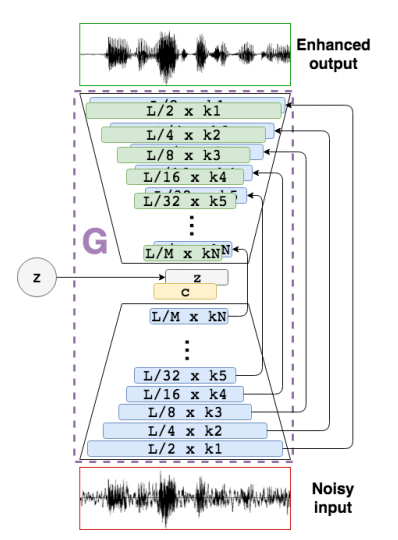 Enhanced
output
L/2 x k1
L/4 x k2
L/8 x k3
L/16 x k4
L/32 x k5
G
L/M x kN
z
z
c
L/M x kN
L/32 x k5
L/16 x k4
L/8 x k3
L/4 x k2
L/2 x k1
Noisy
input